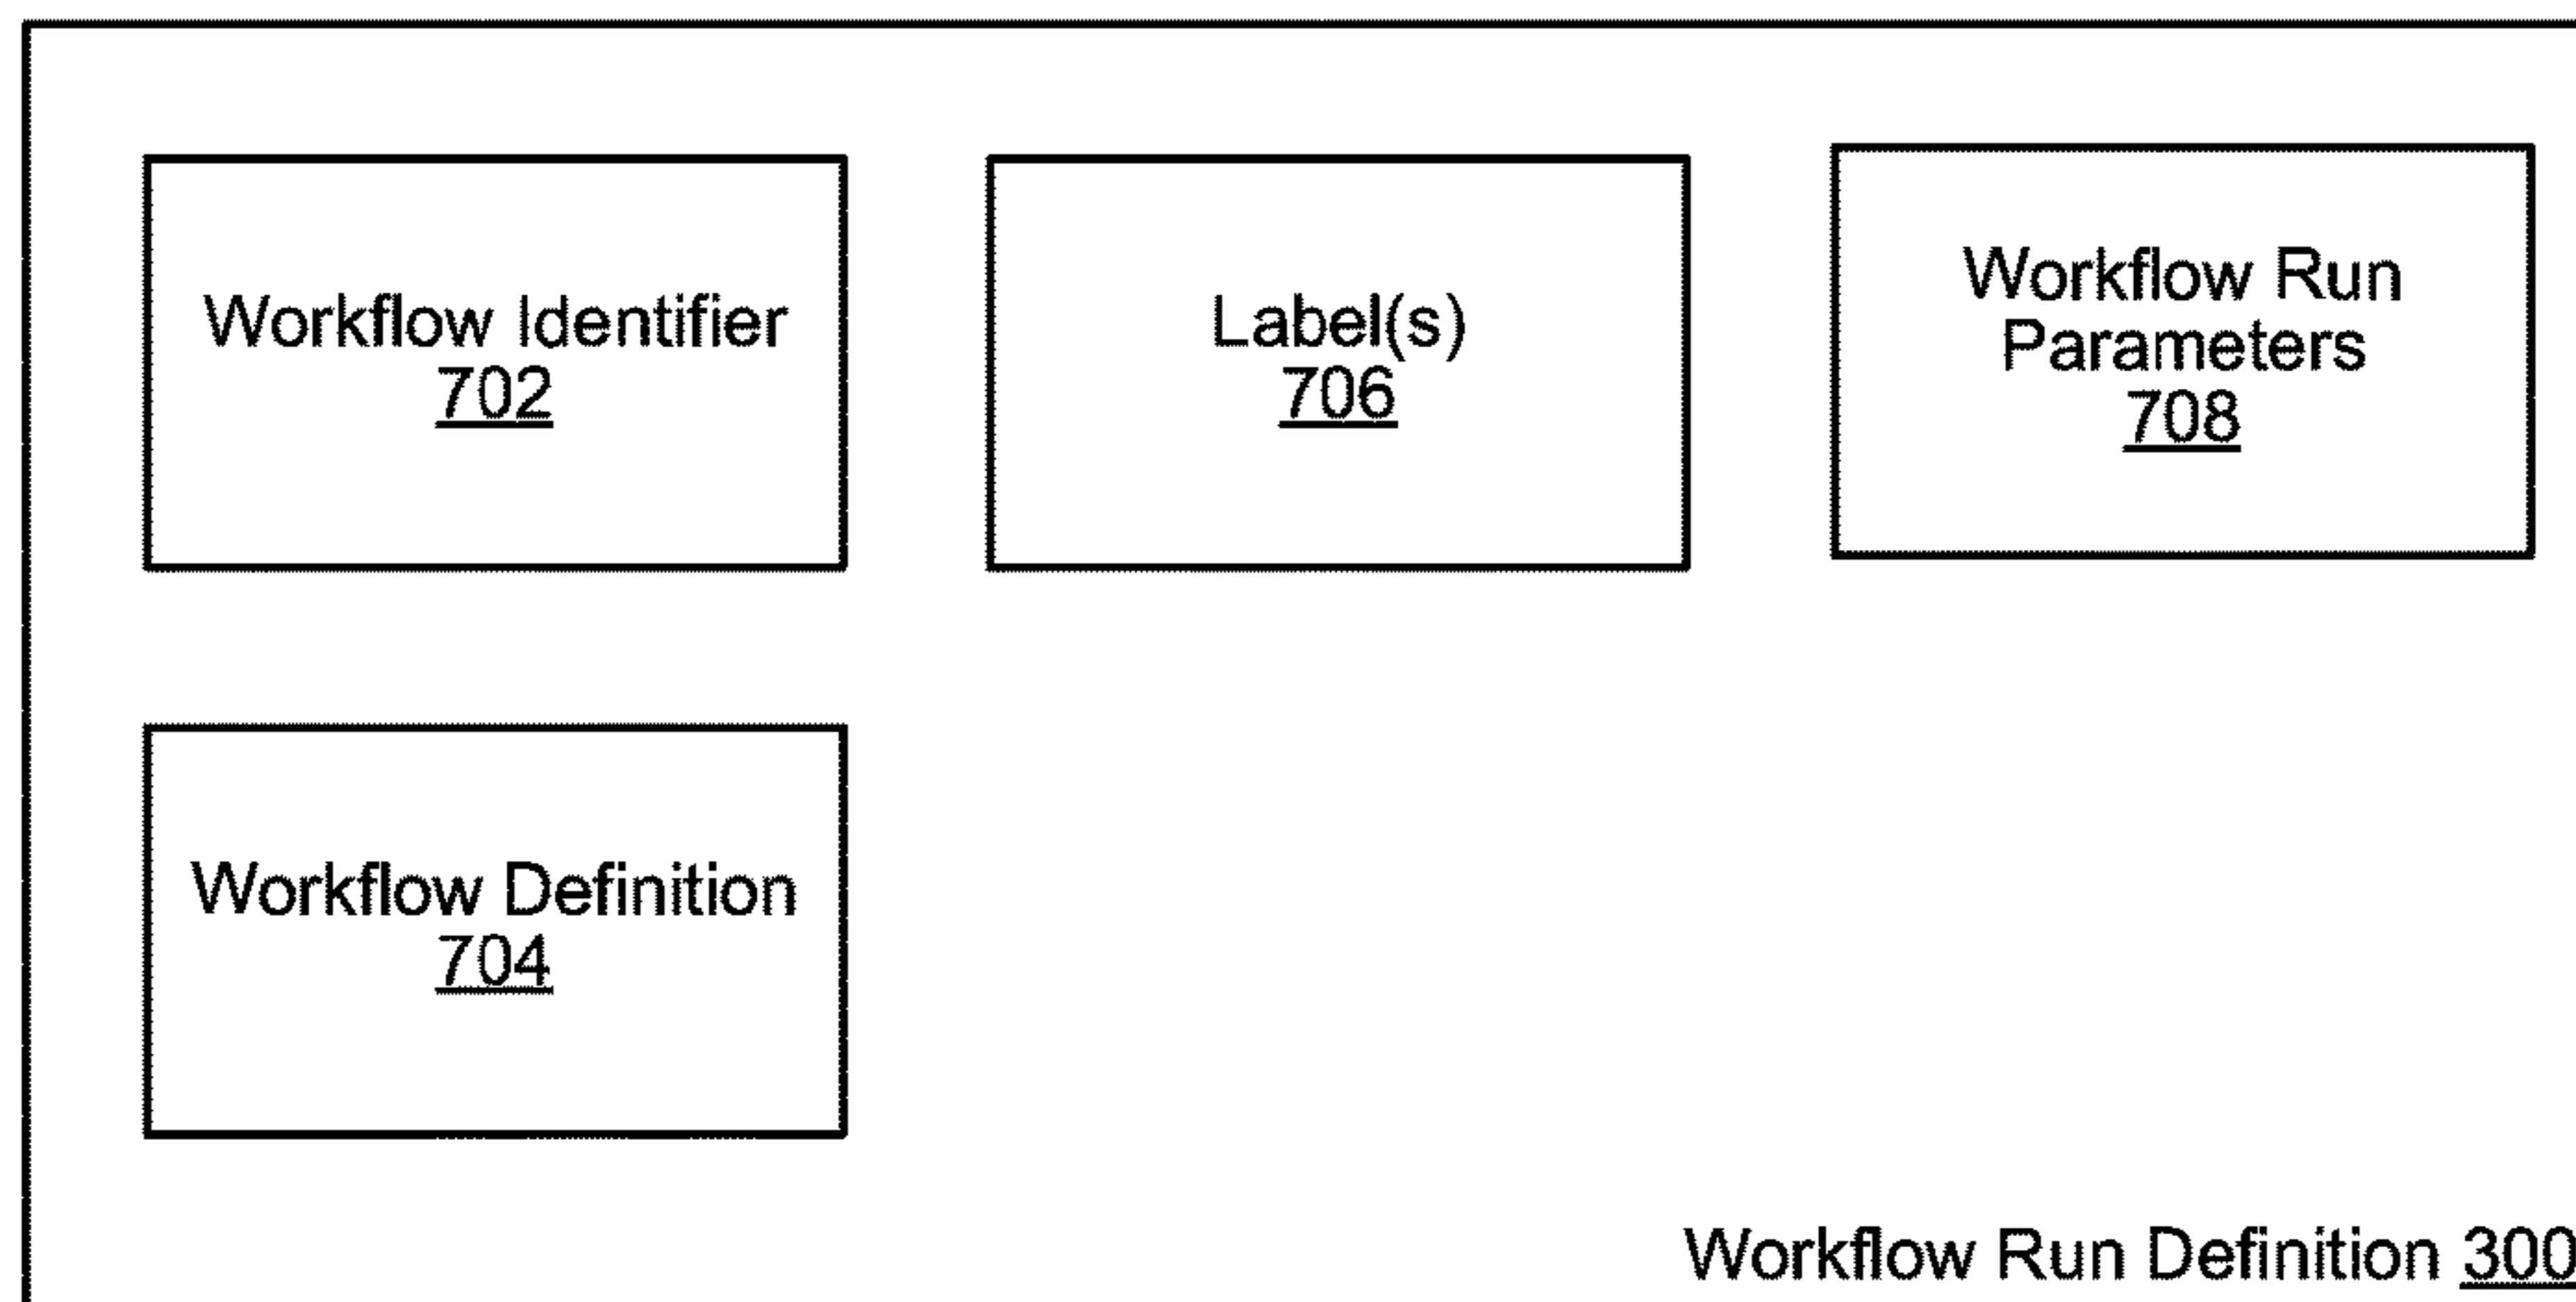 Workflow Identifier
702
Label(s)
706
Workflow Run
Parameters
708
Workflow Definition
704
Workflow Run Definition 300